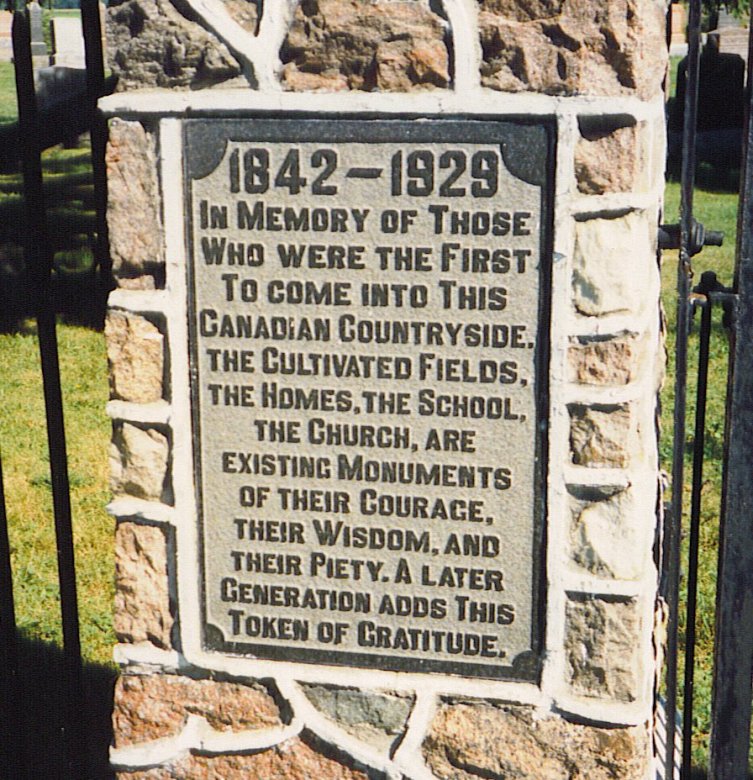 1842-1929
In Memory of Those
Who were the First
To come into This
Canadian Countryside.
The Cultivated Fields,
the Homes, the School,
the Church, are
existing Monuments
of their Courage,
their Wisdom, and
their Piety. A later
Generation adds This
Token of Gratitude.